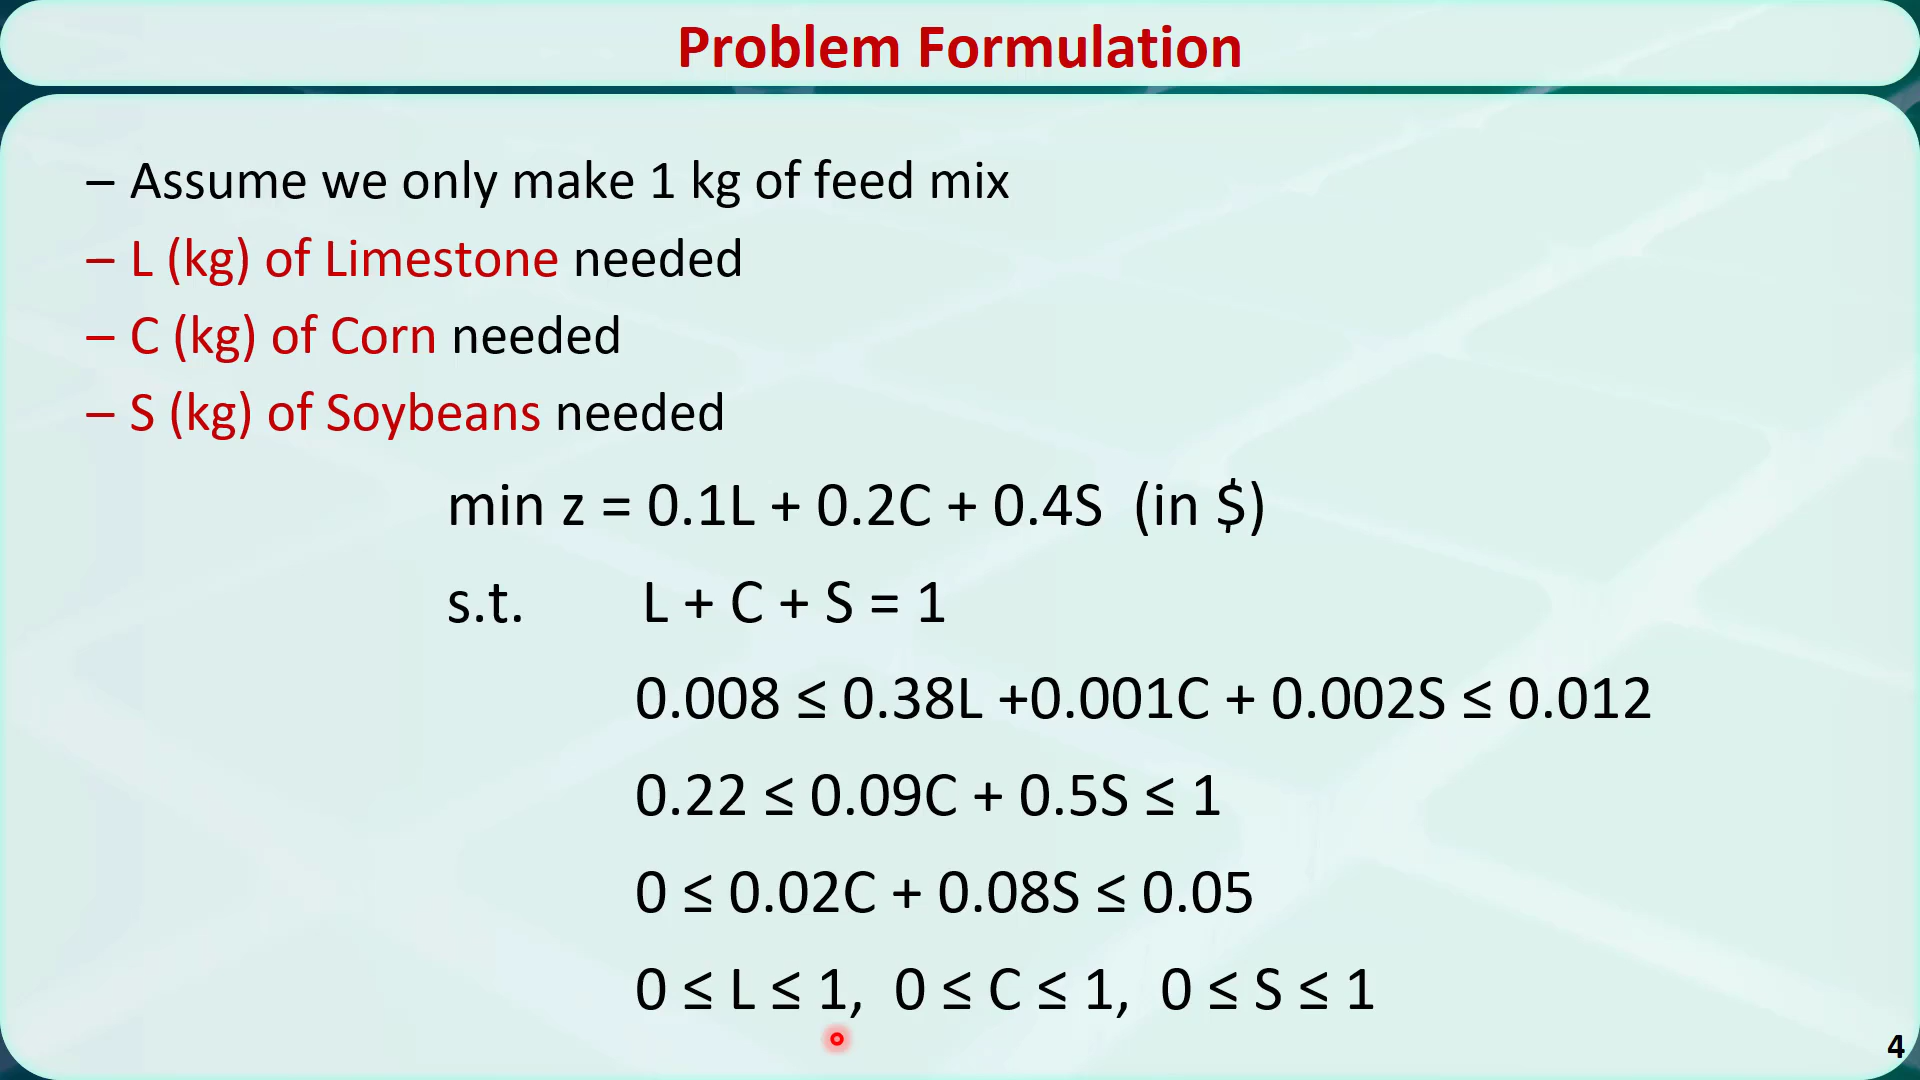 Problem Formulation
– Assume we only make 1 kg of feed mix
– L (kg) of Limestone needed
– C (kg) of Corn needed
– S (kg) of Soybeans needed
min z = 0.1L + 0.2C + 0.4S (in $)
s.t. L + C + S = 1
0.008 ≤ 0.38L +0.001C + 0.002S ≤ 0.012
0.22 ≤ 0.09C + 0.5S ≤ 1
0 ≤ 0.02C + 0.08S ≤ 0.05
0 ≤ L ≤ 1, 0 ≤ C ≤ 1, 0 ≤ S ≤ 1
4